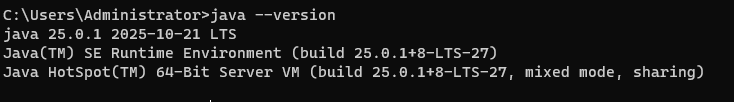 C:\Users\Administrator>java --version
java 25.0.1 2025-10-21 LTS
Java(TM) SE Runtime Environment (build 25.0.1+8-LTS-27)
Java HotSpot(TM) 64-Bit Server VM (build 25.0.1+8-LTS-27, mixed mode, sharing)